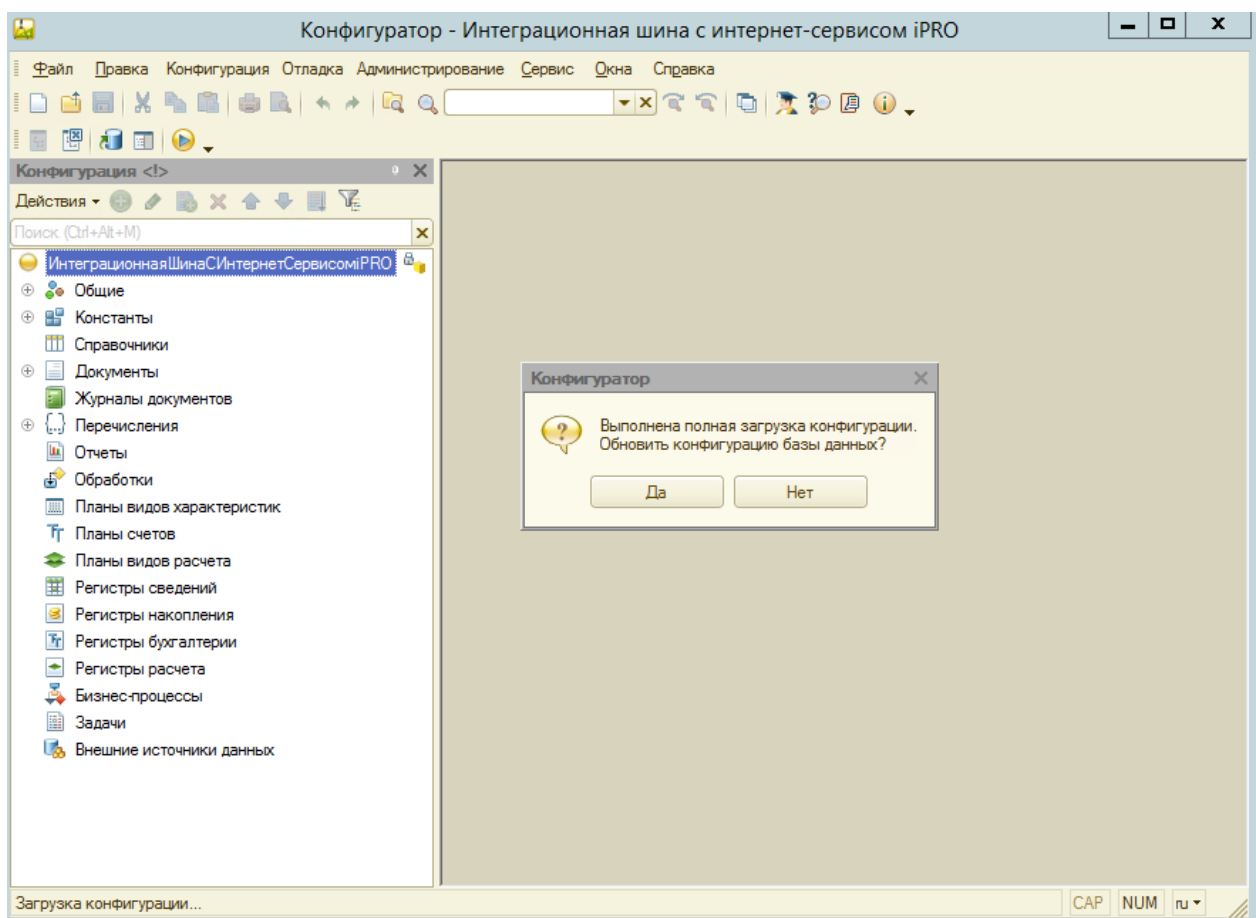 Конфигуратор - Интеграционная шина с интернет-сервисом iPRO
Файл Правка Конфигурация Отладка Администрирование Сервис Окна Справка
Конфигурация <!>
Действия
Поиск (Ctrl+Alt+M)
ИнтеграционнаяШинаСИнтернетСервисомiPRO
Общие
Константы
Справочники
Документы
Журналы документов
Перечисления
Отчеты
Обработки
Планы видов характеристик
Планы счетов
Планы видов расчета
Регистры сведений
Регистры накопления
Регистры бухгалтерии
Регистры расчета
Бизнес-процессы
Задачи
Внешние источники данных
Конфигуратор
Выполнена полная загрузка конфигурации.
Обновить конфигурацию базы данных?
Да Нет
Загрузка конфигурации... CAP NUM ru